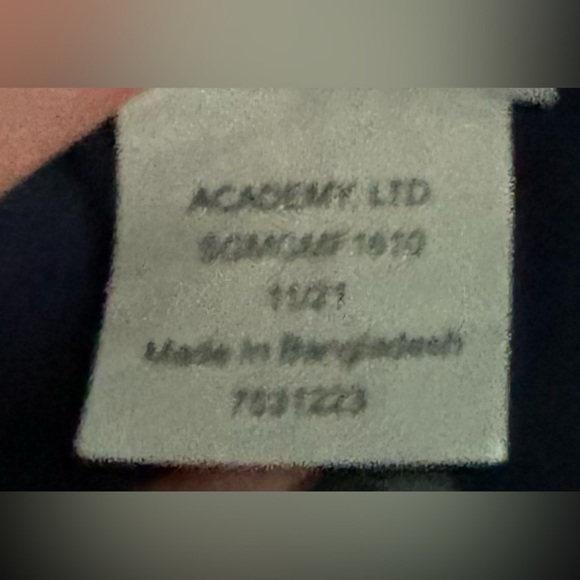 ACADEMY, LTD
11/21
Made in Bangladesh
7631223